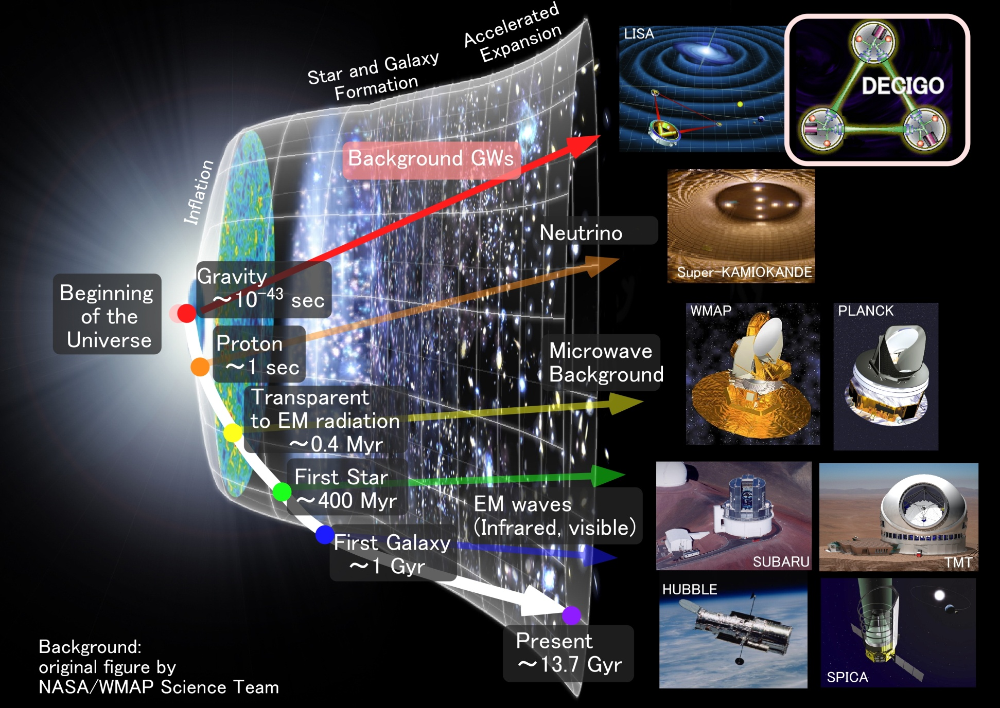 Accelerated
Expansion
Star and Galaxy
Formation
Inflation
LISA
DECIGO
Background GWs
Neutrino
Super-KAMIOKANDE
Gravity
～10⁻⁴³ sec
Beginning
of the
Universe
Proton
～1 sec
WMAP
PLANCK
Microwave
Background
Transparent
to EM radiation
～0.4 Myr
First Star
～400 Myr
EM waves
(Infrared, visible)
SUBARU
TMT
First Galaxy
～1 Gyr
HUBBLE
SPICA
Present
～13.7 Gyr
Background:
original figure by
NASA/WMAP Science Team